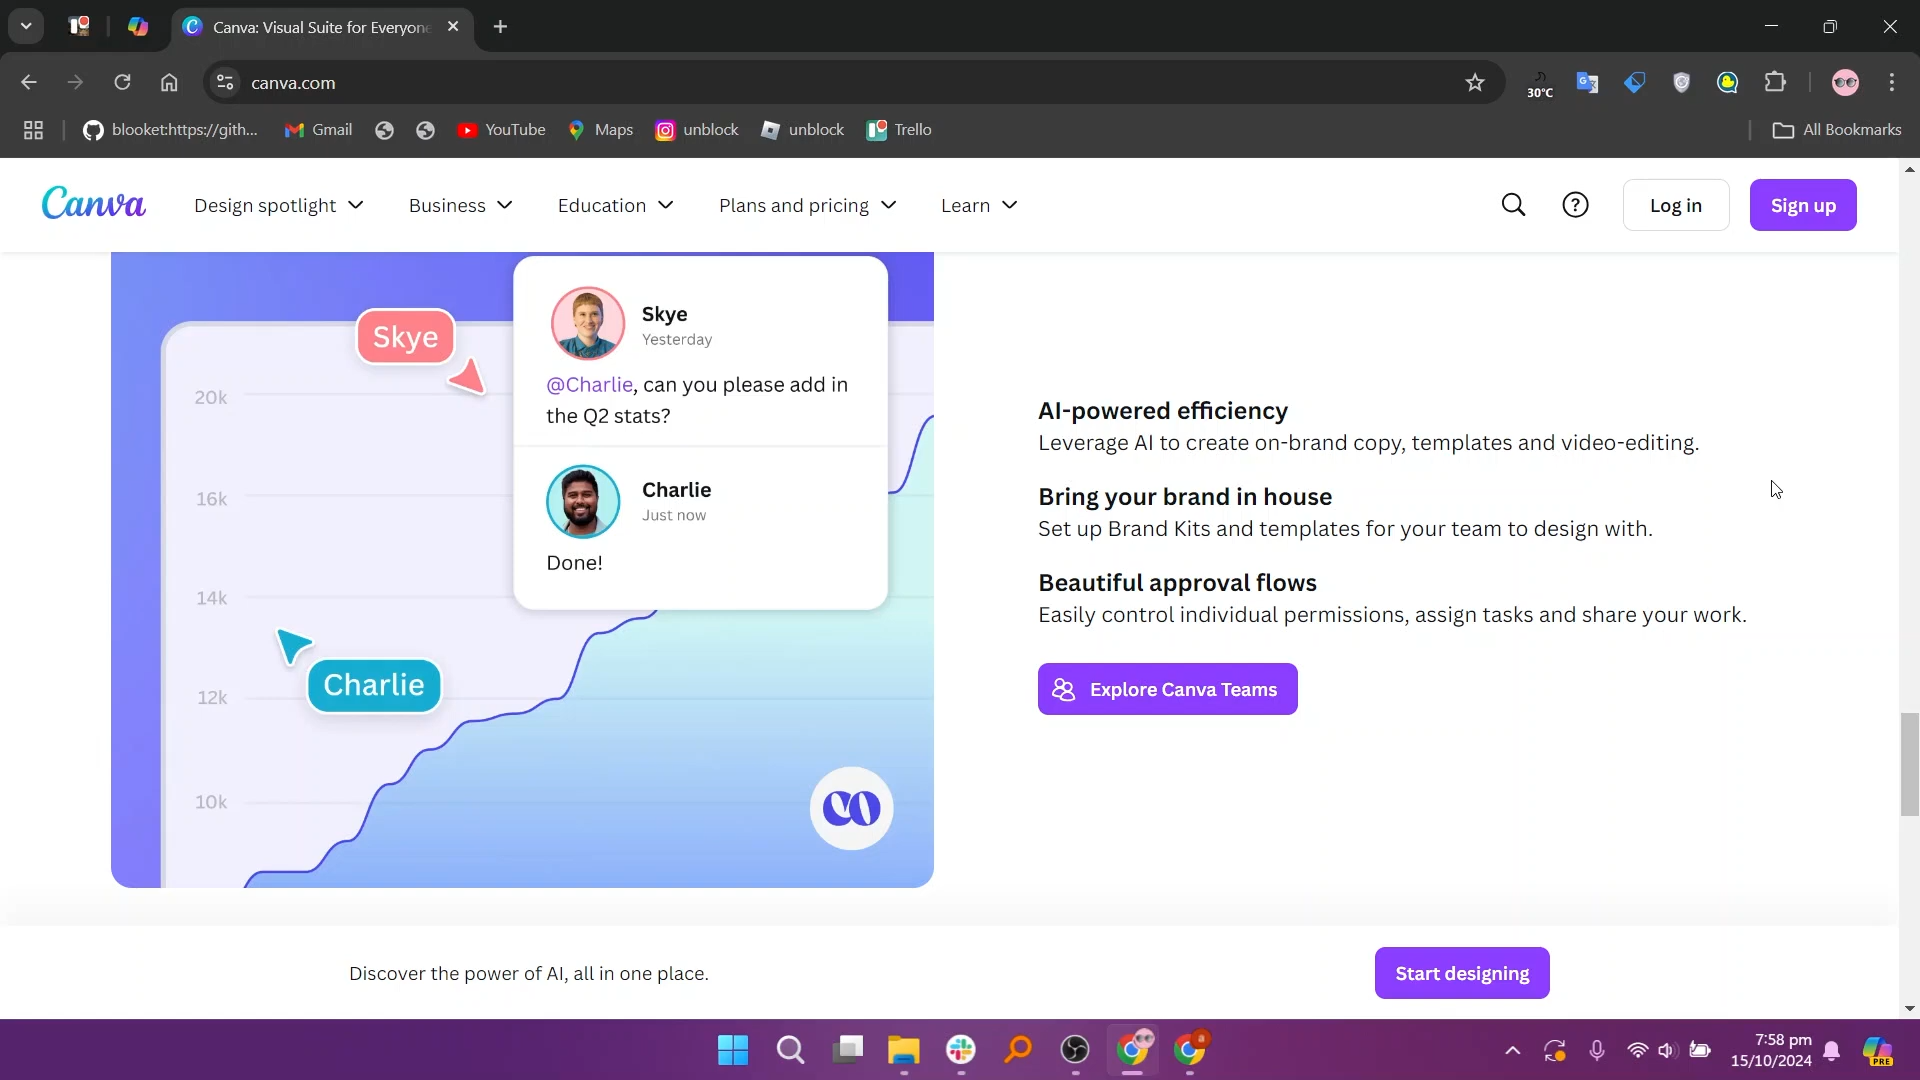 Canva: Visual Suite for Everyone
canva.com
30°C
blooket:https://gith...
Gmail
YouTube
Maps
unblock
unblock
Trello
All Bookmarks
Canva
Design spotlight
Business
Education
Plans and pricing
Learn
Log in
Sign up
Skye
Skye
Yesterday
@Charlie, can you please add in
the Q2 stats?
Charlie
Just now
Done!
20k
16k
14k
12k
10k
Charlie
AI-powered efficiency
Leverage AI to create on-brand copy, templates and video-editing.
Bring your brand in house
Set up Brand Kits and templates for your team to design with.
Beautiful approval flows
Easily control individual permissions, assign tasks and share your work.
Explore Canva Teams
Discover the power of AI, all in one place.
Start designing
7:58 pm
15/10/2024
PRE